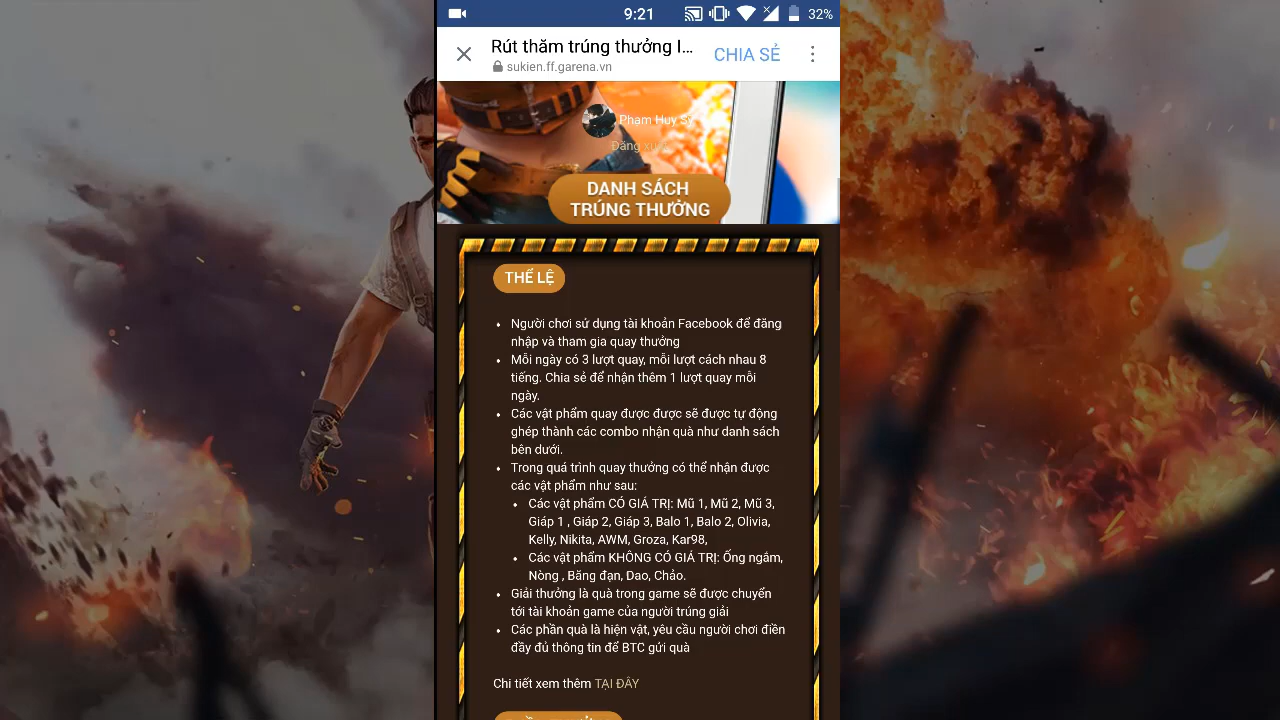 9:21
32%
Rút thăm trúng thưởng I...
CHIA SẺ
sukien.ff.garena.vn
Phạm Huy Sỹ
Đăng xuất
DANH SÁCH
TRÚNG THƯỞNG
THỂ LỆ
Người chơi sử dụng tài khoản Facebook để đăng
nhập và tham gia quay thưởng
Mỗi ngày có 3 lượt quay, mỗi lượt cách nhau 8
tiếng. Chia sẻ để nhận thêm 1 lượt quay mỗi
ngày.
Các vật phẩm quay được được sẽ được tự động
ghép thành các combo nhận quà như danh sách
bên dưới.
Trong quá trình quay thưởng có thể nhận được
các vật phẩm như sau:
Các vật phẩm CÓ GIÁ TRỊ: Mũ 1, Mũ 2, Mũ 3,
Giáp 1 , Giáp 2, Giáp 3, Balo 1, Balo 2, Olivia,
Kelly, Nikita, AWM, Groza, Kar98,
Các vật phẩm KHÔNG CÓ GIÁ TRỊ: Ống ngắm,
Nòng , Băng đạn, Dao, Chảo.
Giải thưởng là quà trong game sẽ được chuyển
tới tài khoản game của người trúng giải
Các phần quà là hiện vật, yêu cầu người chơi điền
đầy đủ thông tin để BTC gửi quà
Chi tiết xem thêm TẠI ĐÂY